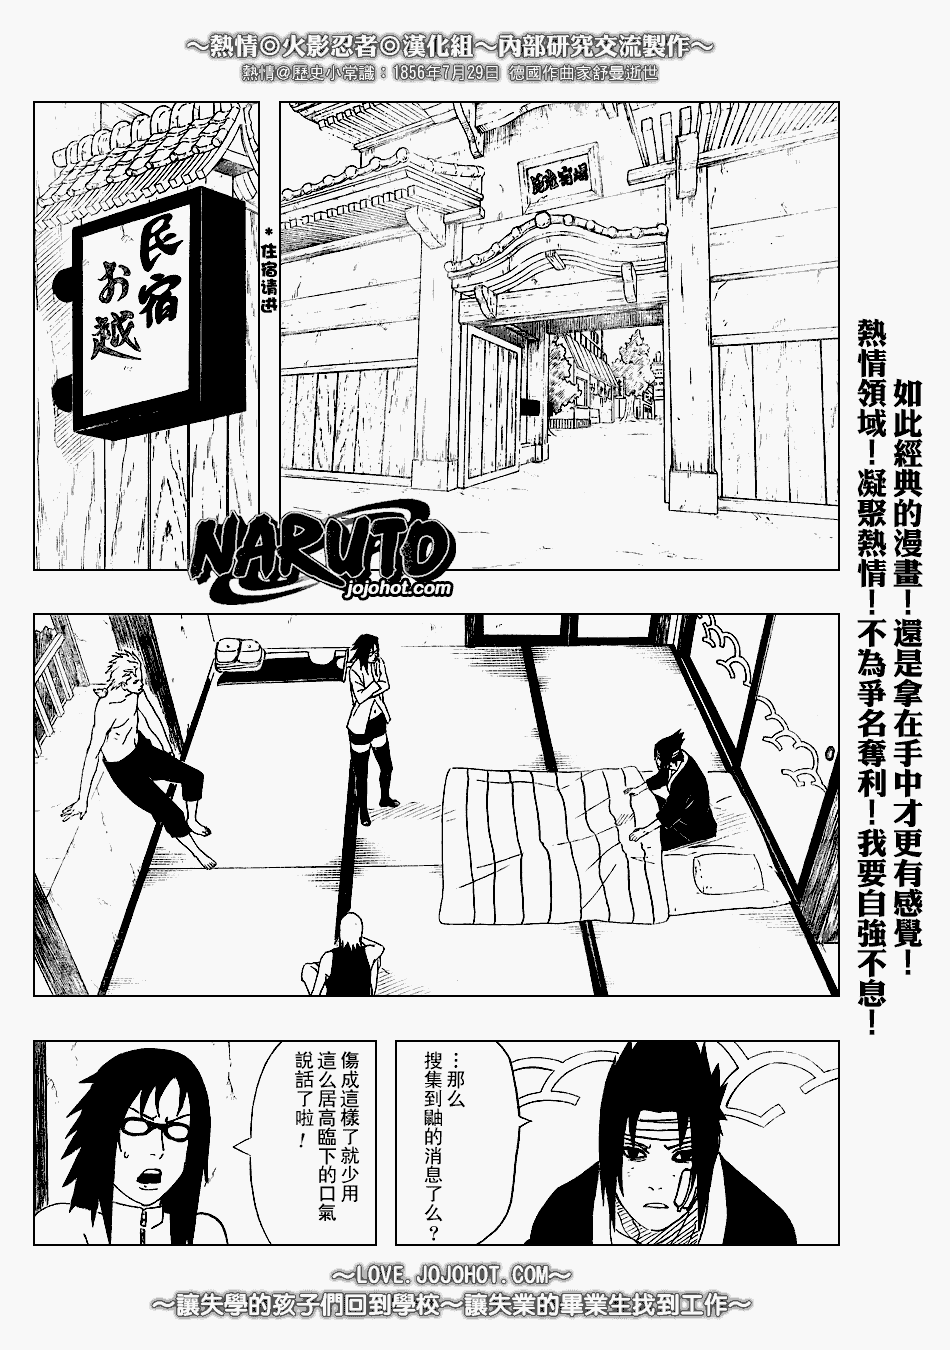 ～熱情◎火影忍者◎漢化組～內部研究交流製作～
熱情@歷史小常識：1856年7月29日 德國作曲家舒曼逝世
民宿
お越
*住宿请进
如此經典的漫畫！還是拿在手中才更有感覺！
熱情領域！凝聚熱情！不為爭名奪利！我要自強不息！
NARUTO
jojohot.com
…那么
搜集到鼬的消息了么？
傷成這樣了就少用
這么居高臨下的口氣
說話了啦！
～LOVE.JOJOHOT.COM～
～讓失學的孩子們回到學校～讓失業的畢業生找到工作～